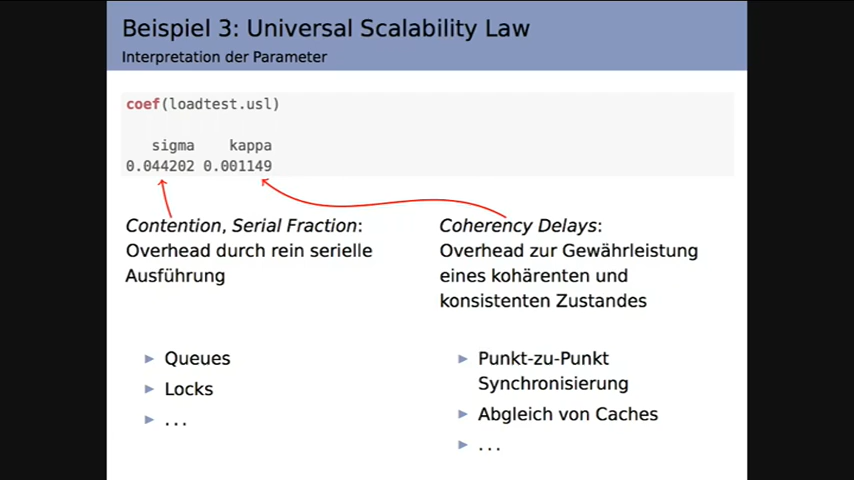 Beispiel 3: Universal Scalability Law
Interpretation der Parameter
coef(loadtest.usl)
sigma kappa
0.044202 0.001149
Contention, Serial Fraction:
Overhead durch rein serielle
Ausführung
Queues
Locks
...
Coherency Delays:
Overhead zur Gewährleistung
eines kohärenten und
konsistenten Zustandes
Punkt-zu-Punkt
Synchronisierung
Abgleich von Caches
...